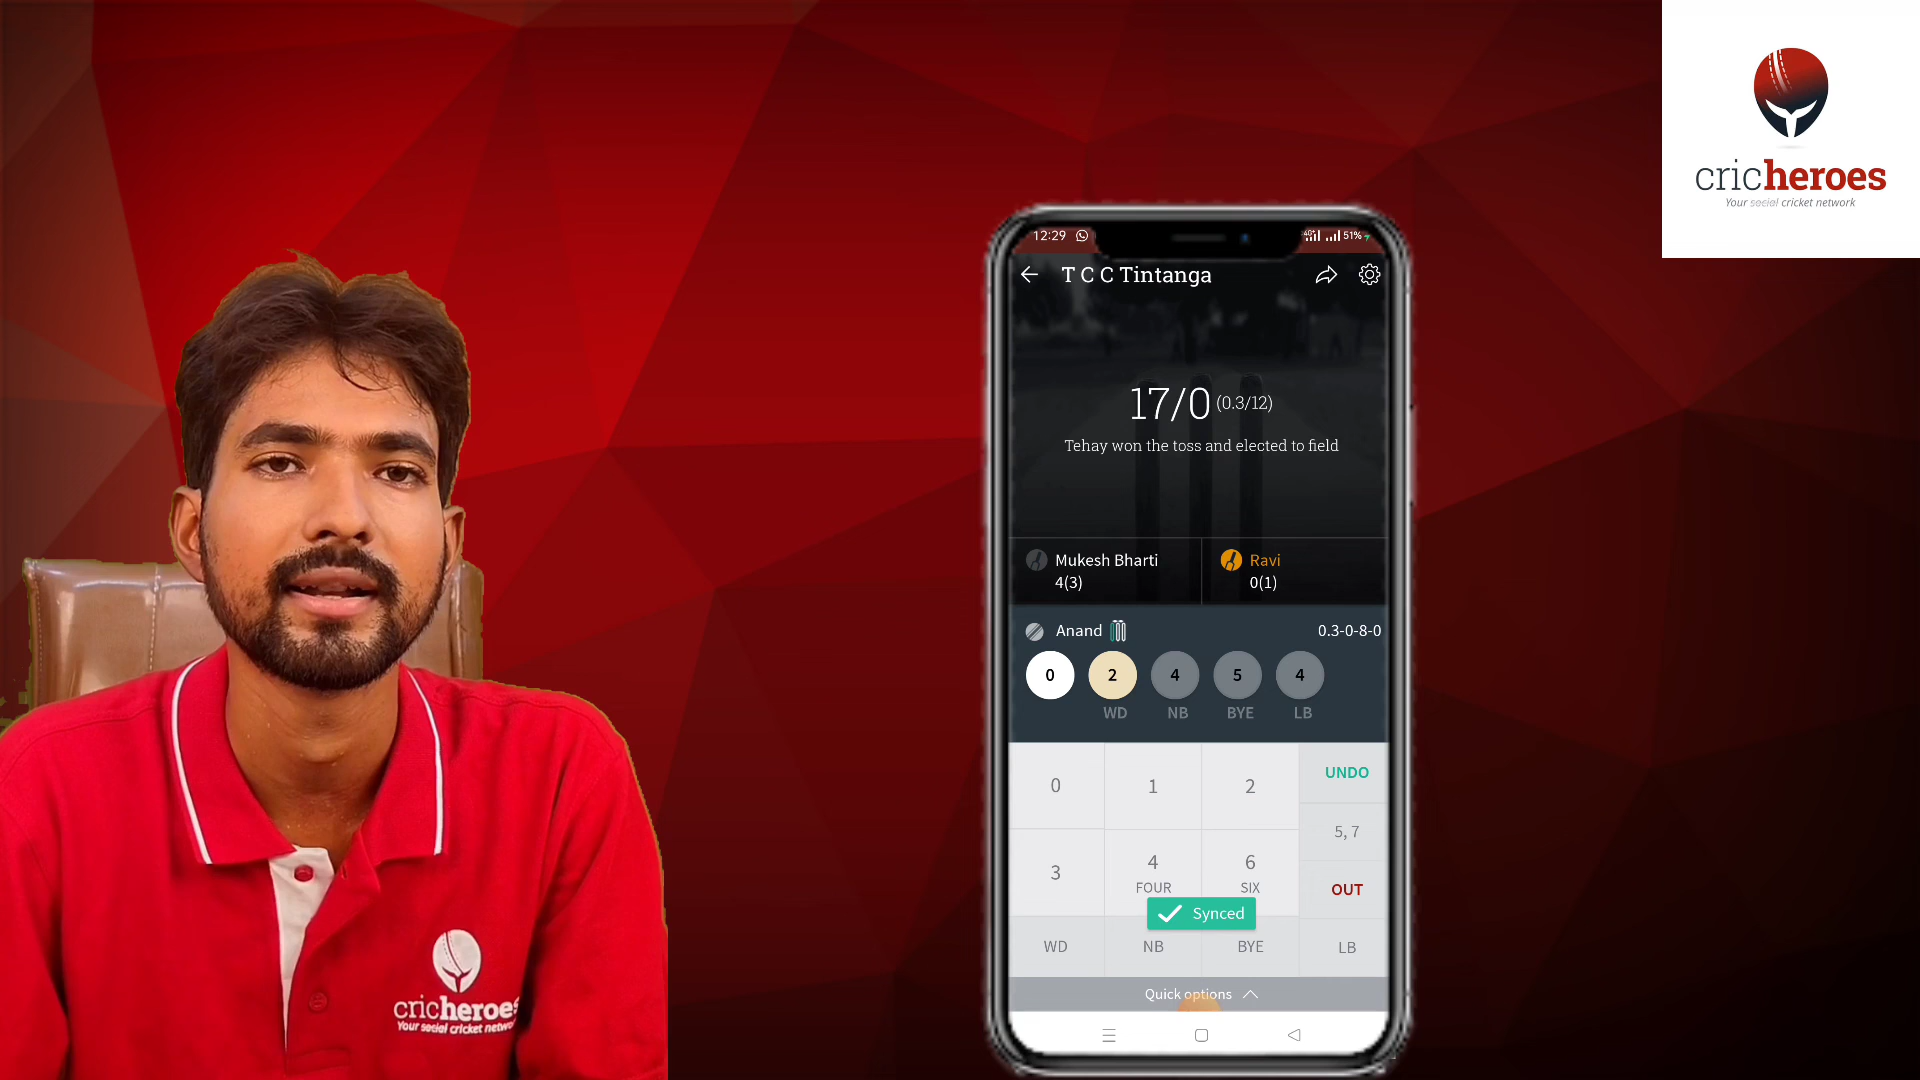 cricheroes
Your social cricket network
12:29
4G+
51%
T C C Tintanga
17/0 (0.3/12)
Tehay won the toss and elected to field
Mukesh Bharti
4(3)
Ravi
0(1)
Anand
0.3-0-8-0
0 2 4 5 4
WD NB BYE LB
0 1 2 UNDO
5, 7
3 4 6
FOUR SIX
OUT
Synced
WD NB BYE LB
Quick options
cricheroes
Your social cricket netwo